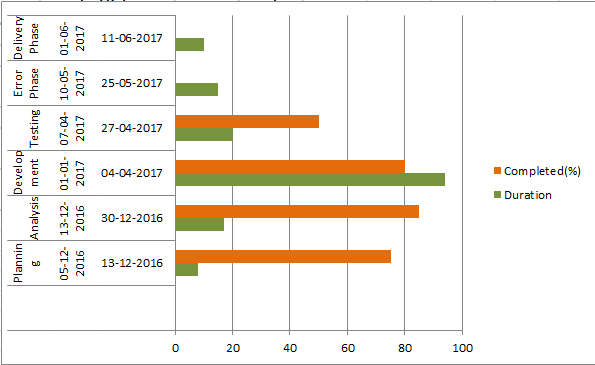 Delivery
Phase
01-06-
2017
11-06-2017
Error
Phase
10-05-
2017
25-05-2017
Testing
07-04-
2017
27-04-2017
Develop
ment
01-01-
2017
04-04-2017
Analysis
13-12-
2016
30-12-2016
Plannin
g
05-12-
2016
13-12-2016
Completed(%)
Duration
0 20 40 60 80 100